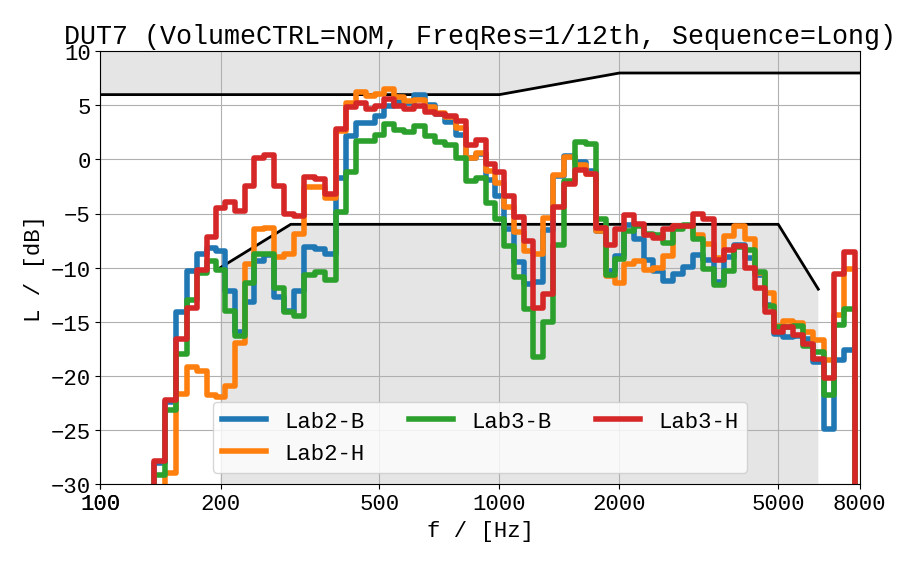 DUT7 (VolumeCTRL=NOM, FreqRes=1/12th, Sequence=Long)
10
5
0
−5
−10
−15
−20
−25
−30
L / [dB]
Lab2-B Lab3-B Lab3-H
Lab2-H
100 200 500 1000 2000 5000 8000
f / [Hz]